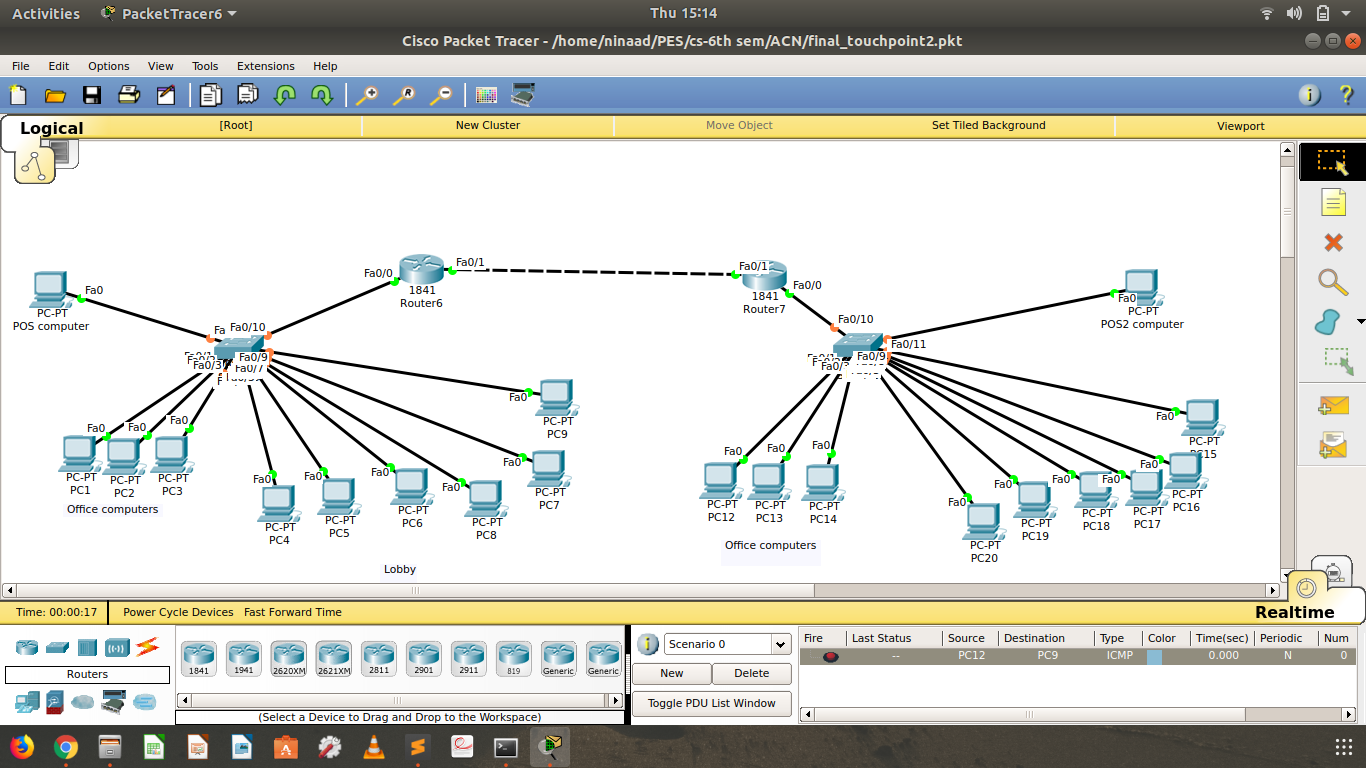 Activities PacketTracer6 Thu 15:14
Cisco Packet Tracer - /home/ninaad/PES/cs-6th sem/ACN/final_touchpoint2.pkt
File Edit Options View Tools Extensions Help
Logical [Root] New Cluster Move Object Set Tiled Background Viewport
Fa0/0 Fa0/1
1841
Router6
Fa0/1
Fa0/0
1841
Router7
Fa0
PC-PT
POS computer
Fa0
PC-PT
POS2 computer
Fa Fa0/10
Fa0/9
Fa0/7
Fa0/10
Fa0/11
Fa0/9
Fa0
PC-PT
PC9
Fa0
PC-PT
PC15
Fa0 Fa0 Fa0
PC-PT PC-PT PC-PT
PC1 PC2 PC3
Office computers
Fa0
PC-PT
PC4
Fa0
PC-PT
PC5
Fa0
PC-PT
PC6
Fa0
PC-PT
PC8
Fa0
PC-PT
PC7
Lobby
Fa0 Fa0 Fa0
PC-PT PC-PT PC-PT
PC12 PC13 PC14
Office computers
Fa0
PC-PT
PC20
Fa0
PC-PT
PC19
Fa0
PC-PT
PC18
Fa0
PC-PT
PC17
Fa0
PC-PT
PC16
Time: 00:00:17 Power Cycle Devices Fast Forward Time Realtime
Routers
1841 1941 2620XM 2621XM 2811 2901 2911 819 Generic Generic
(Select a Device to Drag and Drop to the Workspace)
Scenario 0
New Delete
Toggle PDU List Window
Fire Last Status Source Destination Type Color Time(sec) Periodic Num
-- PC12 PC9 ICMP 0.000 N 0